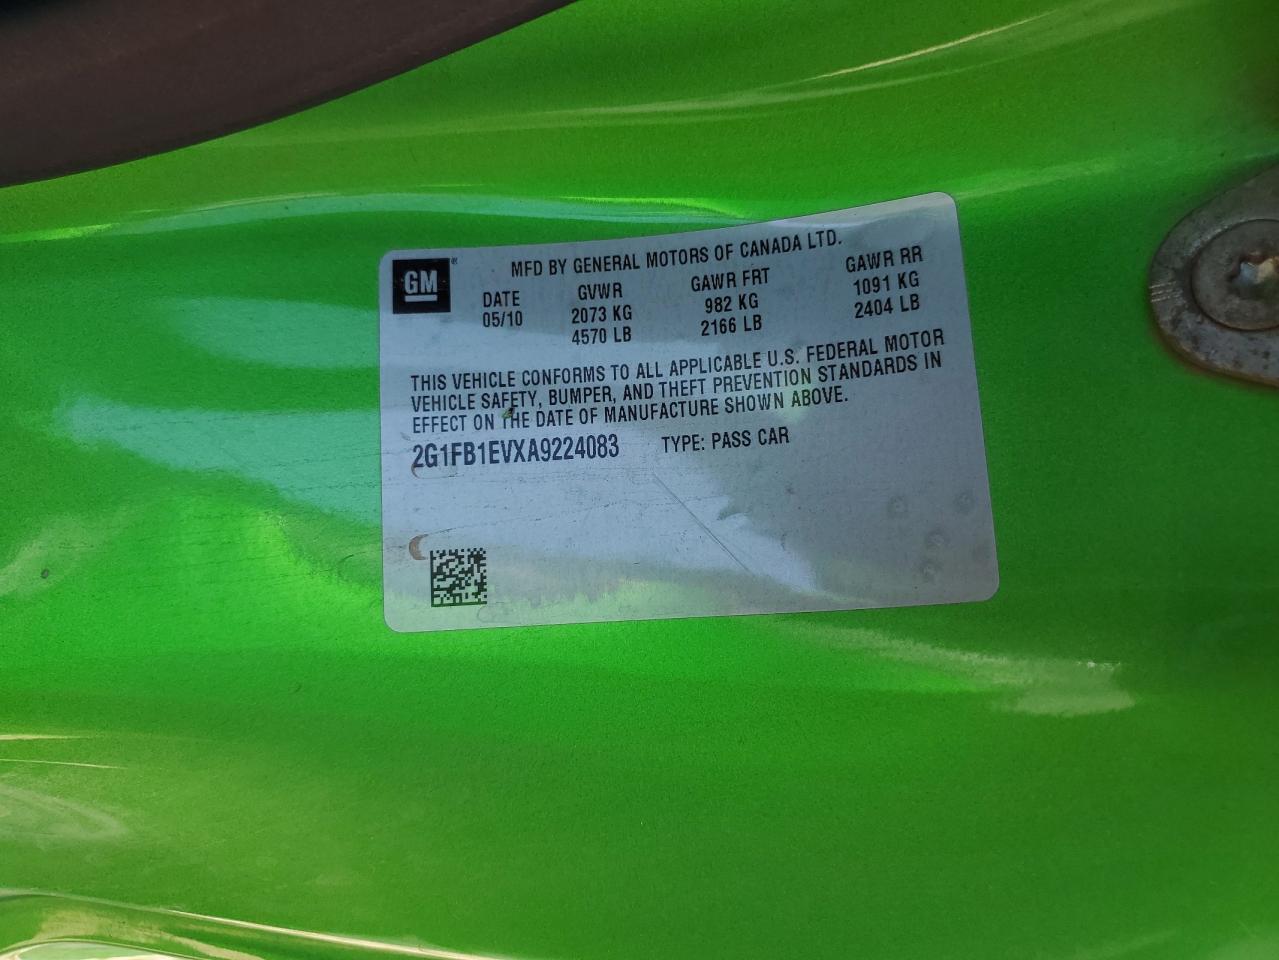 GM®
MFD BY GENERAL MOTORS OF CANADA LTD.
DATE GVWR GAWR FRT GAWR RR
05/10 2073 KG 982 KG 1091 KG
4570 LB 2166 LB 2404 LB
THIS VEHICLE CONFORMS TO ALL APPLICABLE U.S. FEDERAL MOTOR
VEHICLE SAFETY, BUMPER, AND THEFT PREVENTION STANDARDS IN
EFFECT ON THE DATE OF MANUFACTURE SHOWN ABOVE.
2G1FB1EVXA9224083 TYPE: PASS CAR